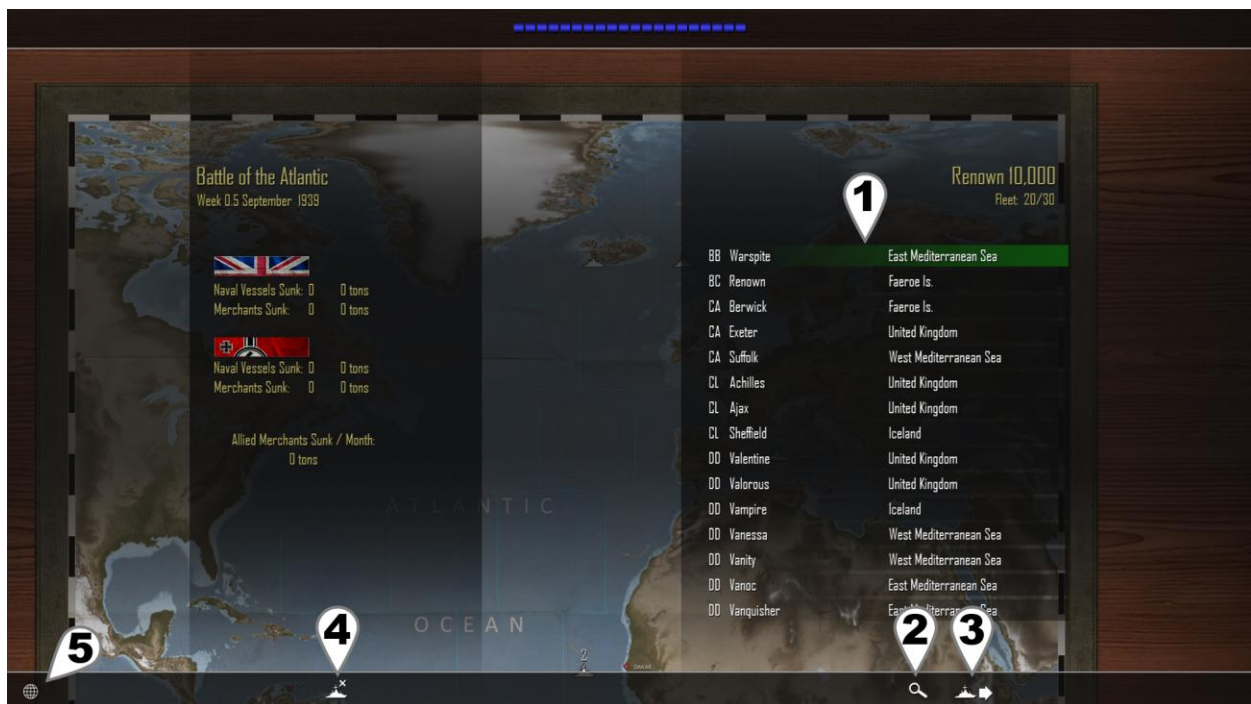 Battle of the Atlantic
Week 0.5 September 1939
Naval Vessels Sunk: 0 0 tons
Merchants Sunk: 0 0 tons
Naval Vessels Sunk: 0 0 tons
Merchants Sunk: 0 0 tons
Allied Merchants Sunk / Month:
0 tons
ATLANTIC
OCEAN
2
Renown 10,000
Fleet: 20/30
1
BB Warspite East Mediterranean Sea
BC Renown Faeroe Is.
CA Berwick Faeroe Is.
CA Exeter United Kingdom
CA Suffolk West Mediterranean Sea
CL Achilles United Kingdom
CL Ajax United Kingdom
CL Sheffield Iceland
DD Valentine United Kingdom
DD Valorous United Kingdom
DD Vampire Iceland
DD Vanessa West Mediterranean Sea
DD Vanity West Mediterranean Sea
DD Vanoc East Mediterranean Sea
DD Vanquisher East Mediterranean Sea
5
4
2
3